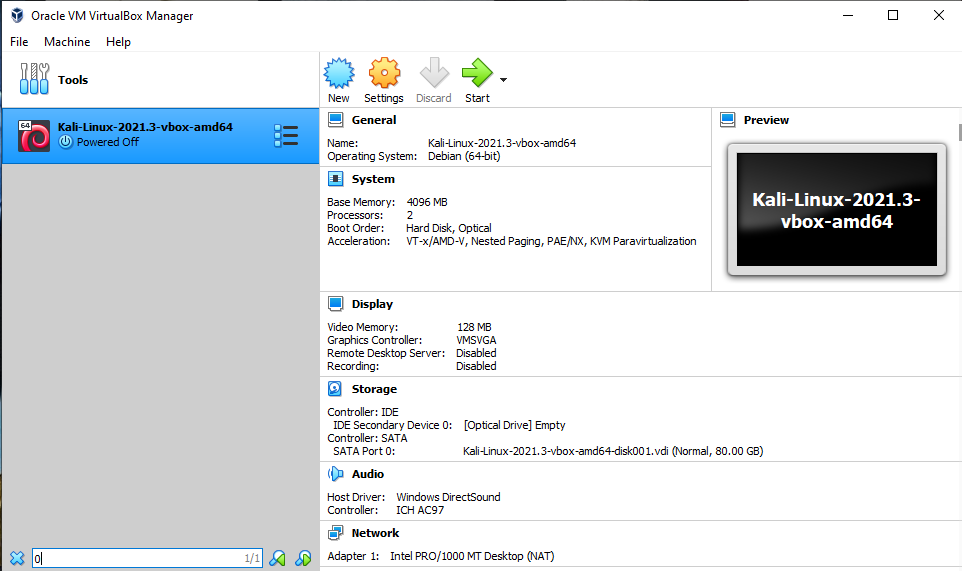 Oracle VM VirtualBox Manager
File Machine Help
Tools
New Settings Discard Start
64
Kali-Linux-2021.3-vbox-amd64
Powered Off
General
Name: Kali-Linux-2021.3-vbox-amd64
Operating System: Debian (64-bit)
System
Base Memory: 4096 MB
Processors: 2
Boot Order: Hard Disk, Optical
Acceleration: VT-x/AMD-V, Nested Paging, PAE/NX, KVM Paravirtualization
Preview
Kali-Linux-2021.3-
vbox-amd64
Display
Video Memory: 128 MB
Graphics Controller: VMSVGA
Remote Desktop Server: Disabled
Recording: Disabled
Storage
Controller: IDE
IDE Secondary Device 0: [Optical Drive] Empty
Controller: SATA
SATA Port 0: Kali-Linux-2021.3-vbox-amd64-disk001.vdi (Normal, 80.00 GB)
Audio
Host Driver: Windows DirectSound
Controller: ICH AC97
Network
Adapter 1: Intel PRO/1000 MT Desktop (NAT)
0 1/1